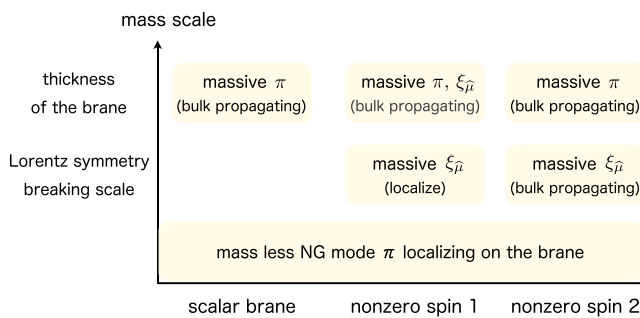 mass scale
thickness
of the brane
massive π
(bulk propagating)
massive π, ξ_μ̂
(bulk propagating)
massive π
(bulk propagating)
Lorentz symmetry
breaking scale
massive ξ_μ̂
(localize)
massive ξ_μ̂
(bulk propagating)
mass less NG mode π localizing on the brane
scalar brane
nonzero spin 1
nonzero spin 2